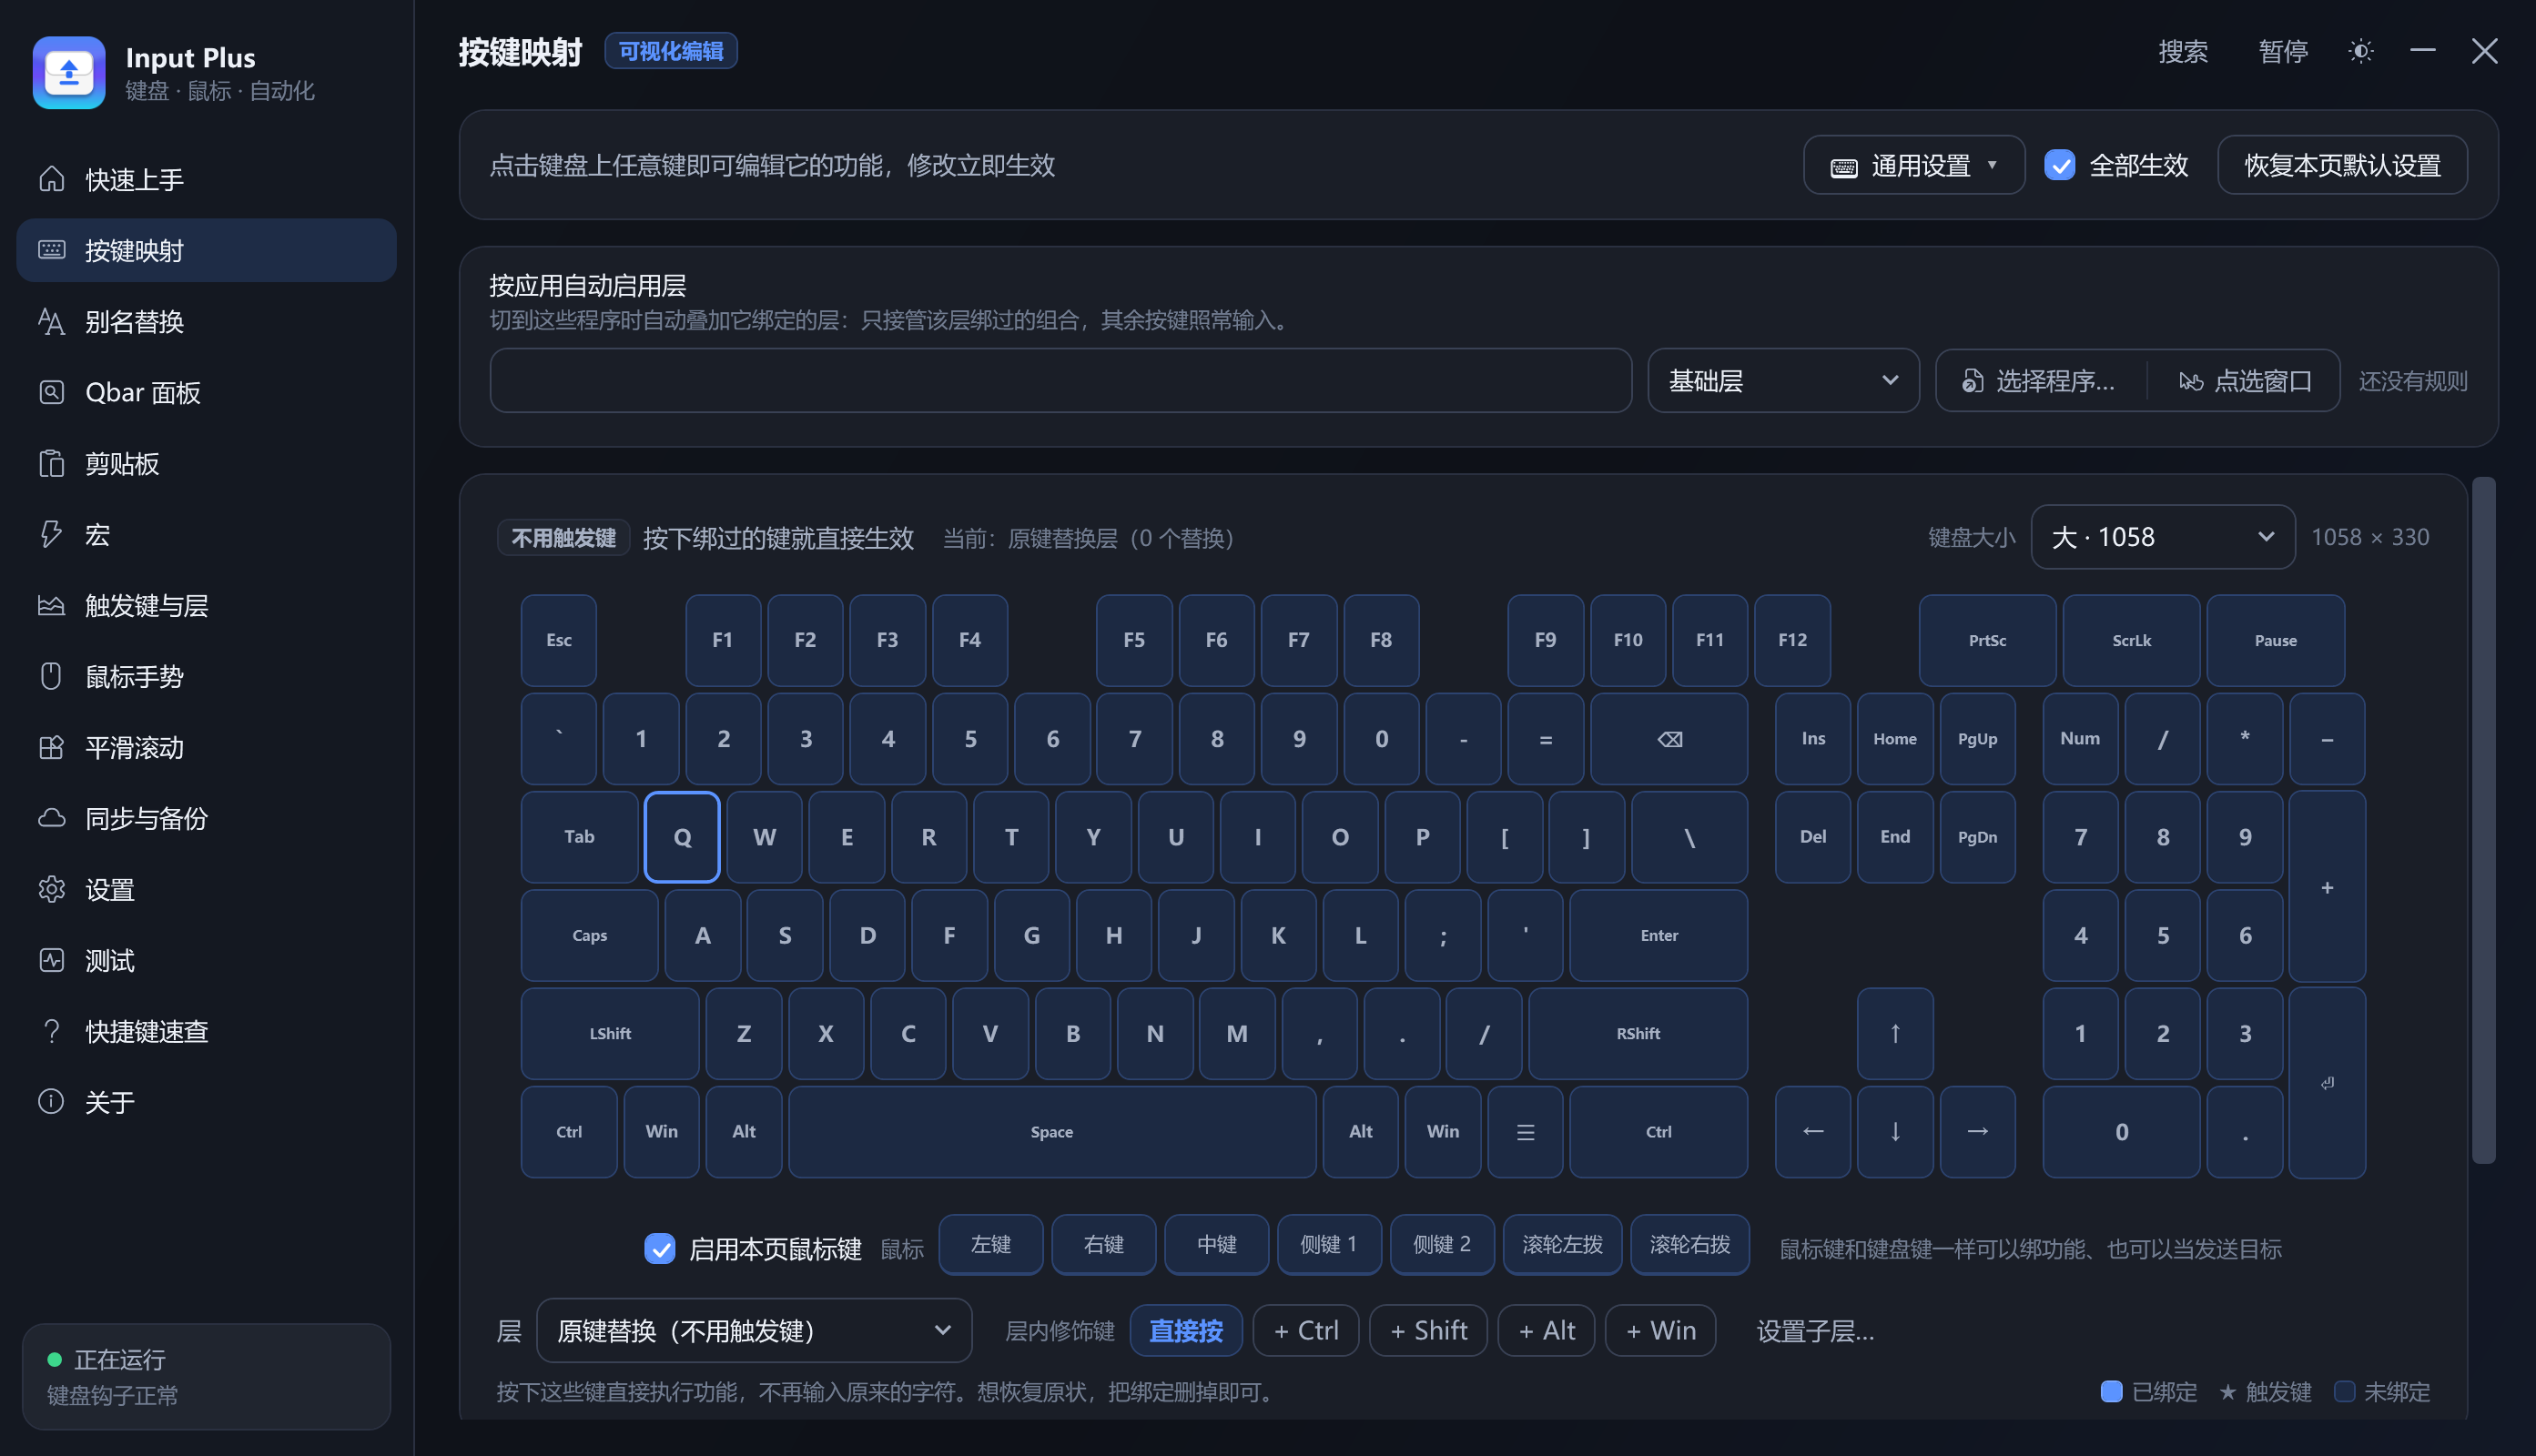 Input Plus
键盘 · 鼠标 · 自动化
快速上手
按键映射
别名替换
Qbar 面板
剪贴板
宏
触发键与层
鼠标手势
平滑滚动
同步与备份
设置
测试
快捷键速查
关于
正在运行
键盘钩子正常
按键映射 可视化编辑 搜索 暂停
点击键盘上任意键即可编辑它的功能，修改立即生效 通用设置 全部生效 恢复本页默认设置
按应用自动启用层
切到这些程序时自动叠加它绑定的层：只接管该层绑过的组合，其余按键照常输入。
基础层 选择程序... 点选窗口 还没有规则
不用触发键 按下绑过的键就直接生效 当前：原键替换层（0 个替换） 键盘大小 大 · 1058 1058 × 330
Esc F1 F2 F3 F4 F5 F6 F7 F8 F9 F10 F11 F12 PrtSc ScrLk Pause
` 1 2 3 4 5 6 7 8 9 0 - = ⌫ Ins Home PgUp Num / * −
Tab Q W E R T Y U I O P [ ] \ Del End PgDn 7 8 9 +
Caps A S D F G H J K L ; ' Enter 4 5 6
LShift Z X C V B N M , . / RShift ↑ 1 2 3 ⏎
Ctrl Win Alt Space Alt Win ☰ Ctrl ← ↓ → 0 .
启用本页鼠标键 鼠标 左键 右键 中键 侧键 1 侧键 2 滚轮左拨 滚轮右拨 鼠标键和键盘键一样可以绑功能、也可以当发送目标
层 原键替换（不用触发键） 层内修饰键 直接按 + Ctrl + Shift + Alt + Win 设置子层...
按下这些键直接执行功能，不再输入原来的字符。想恢复原状，把绑定删掉即可。 已绑定 ★ 触发键 未绑定